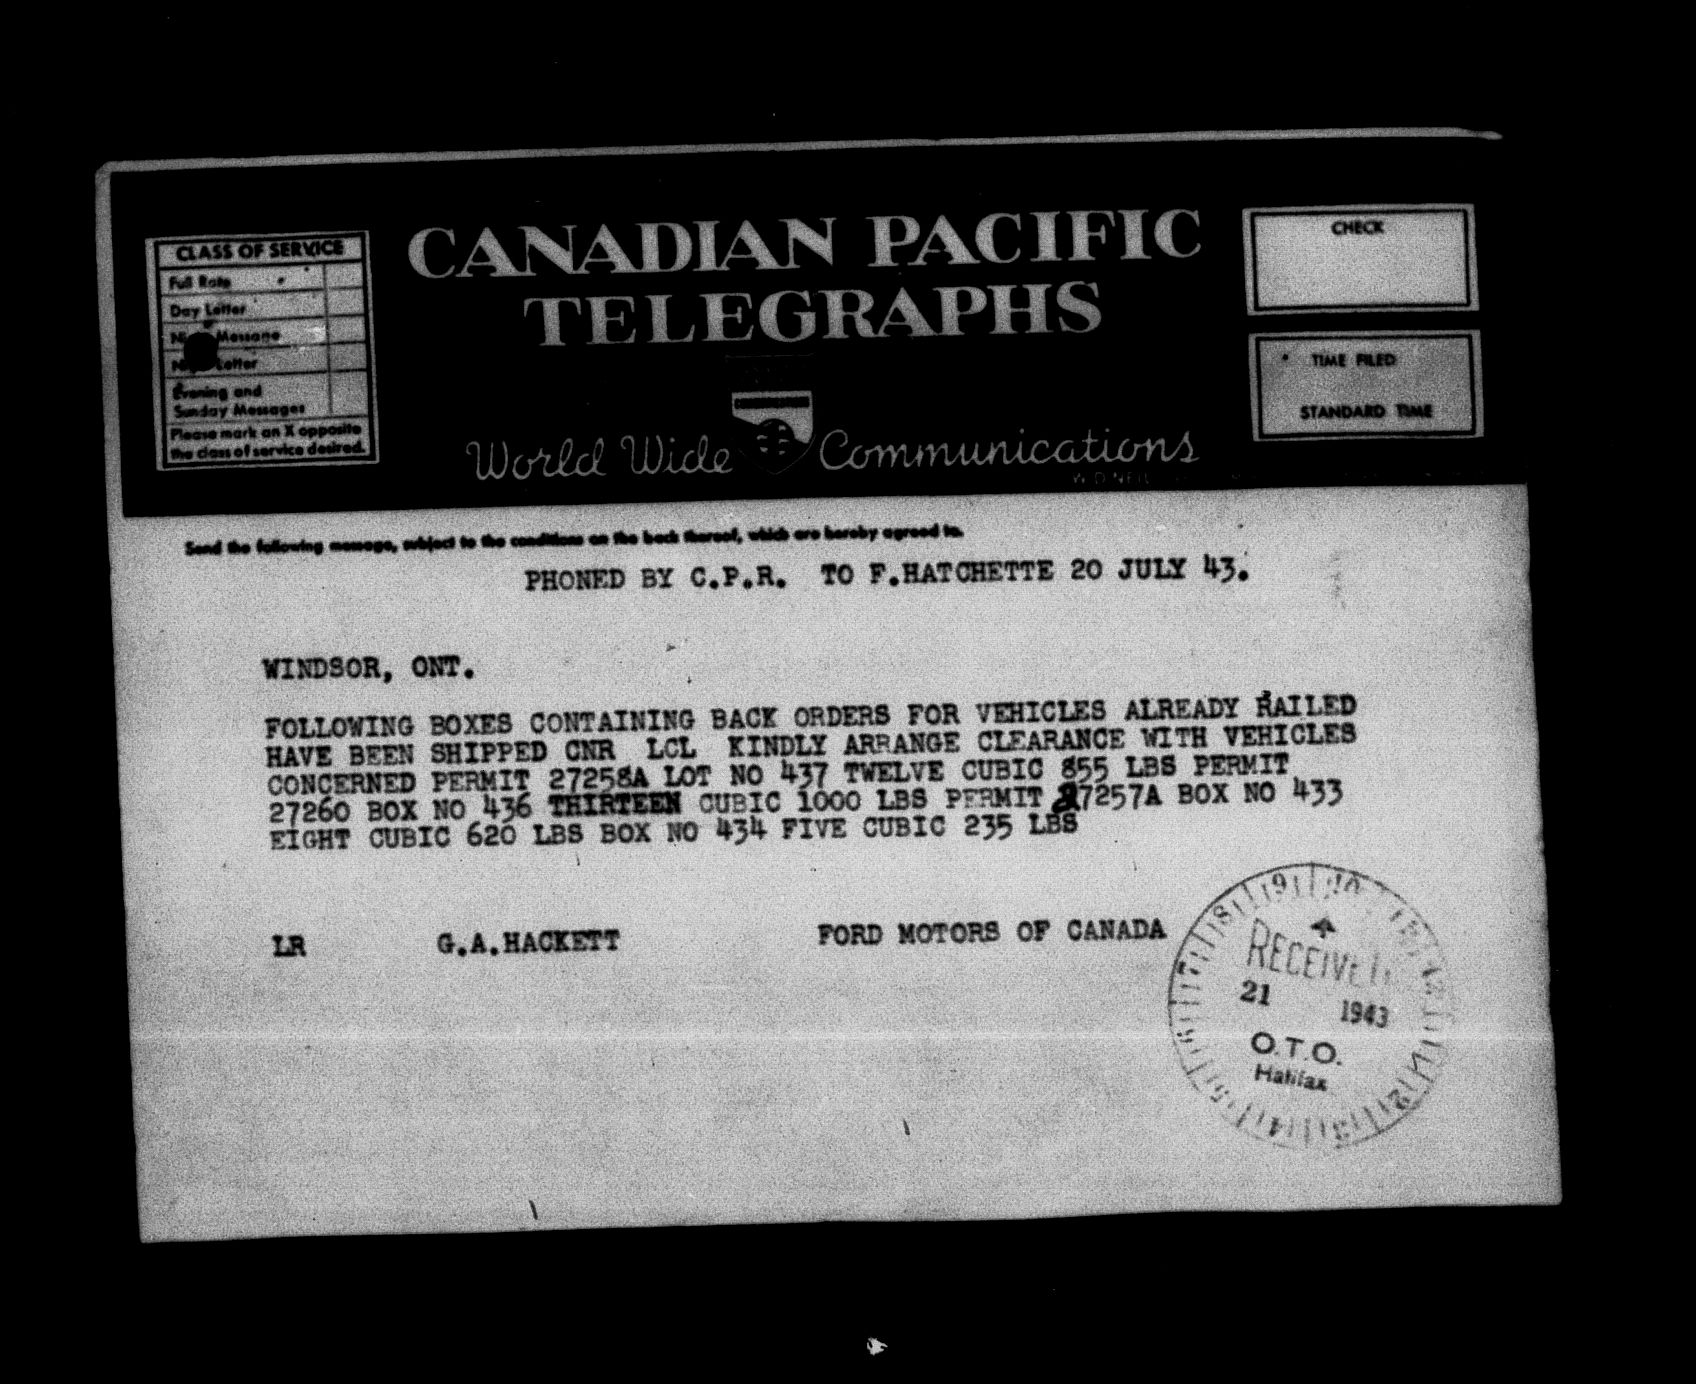 CLASS OF SERVICE
Full Rate
Day Letter
Message
Letter
Evening and
Sunday Messages
Please mark an X opposite
the class of service desired.
CANADIAN PACIFIC
TELEGRAPHS
World Wide Communications
CHECK
TIME FILED
STANDARD TIME
Send the following message, subject to the conditions on the back thereof, which are hereby agreed to.
PHONED BY C.P.R. TO F.HATCHETTE 20 JULY 43.
WINDSOR, ONT.
FOLLOWING BOXES CONTAINING BACK ORDERS FOR VEHICLES ALREADY RAILED
HAVE BEEN SHIPPED CNR LCL KINDLY ARRANGE CLEARANCE WITH VEHICLES
CONCERNED PERMIT 27258A LOT NO 437 TWELVE CUBIC 855 LBS PERMIT
27260 BOX NO 436 THIRTEEN CUBIC 1000 LBS PERMIT 27257A BOX NO 433
EIGHT CUBIC 620 LBS BOX NO 434 FIVE CUBIC 235 LBS
LR G.A.HACKETT FORD MOTORS OF CANADA
RECEIVED
21 1943
O.T.O.
Halifax